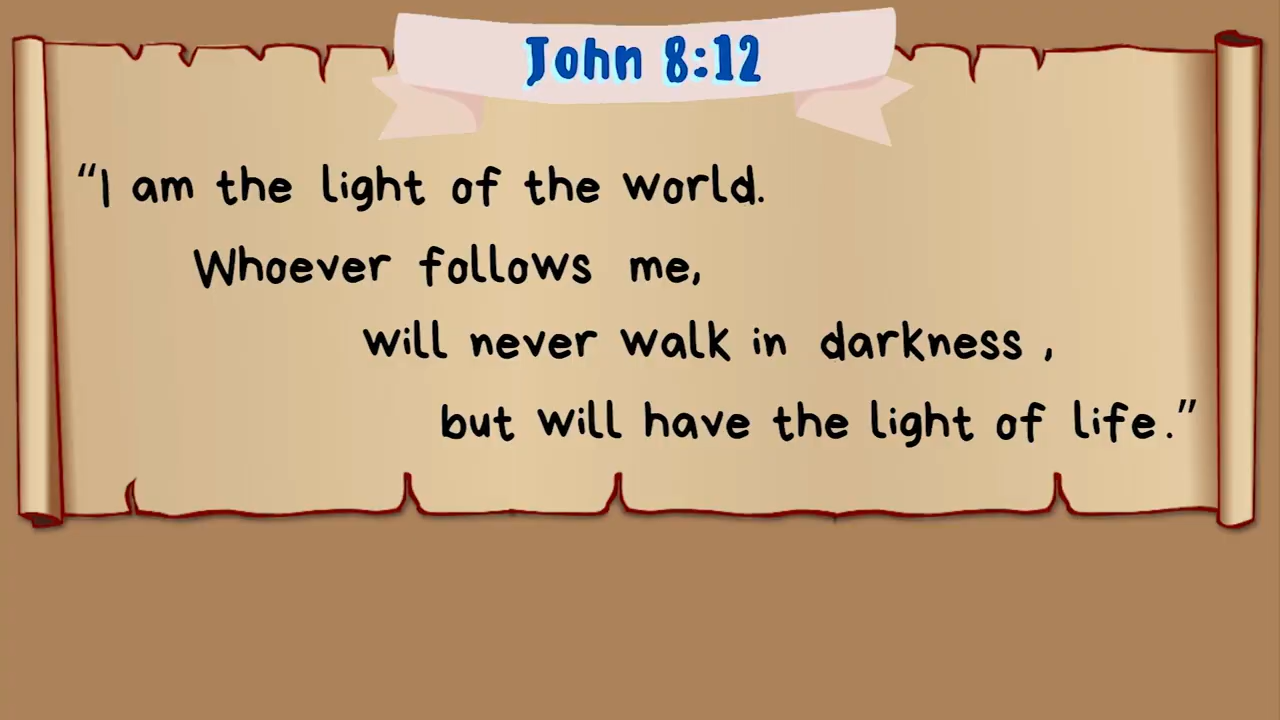 John 8:12
“I am the light of the world.
Whoever follows me,
will never walk in darkness ,
but will have the light of life.”